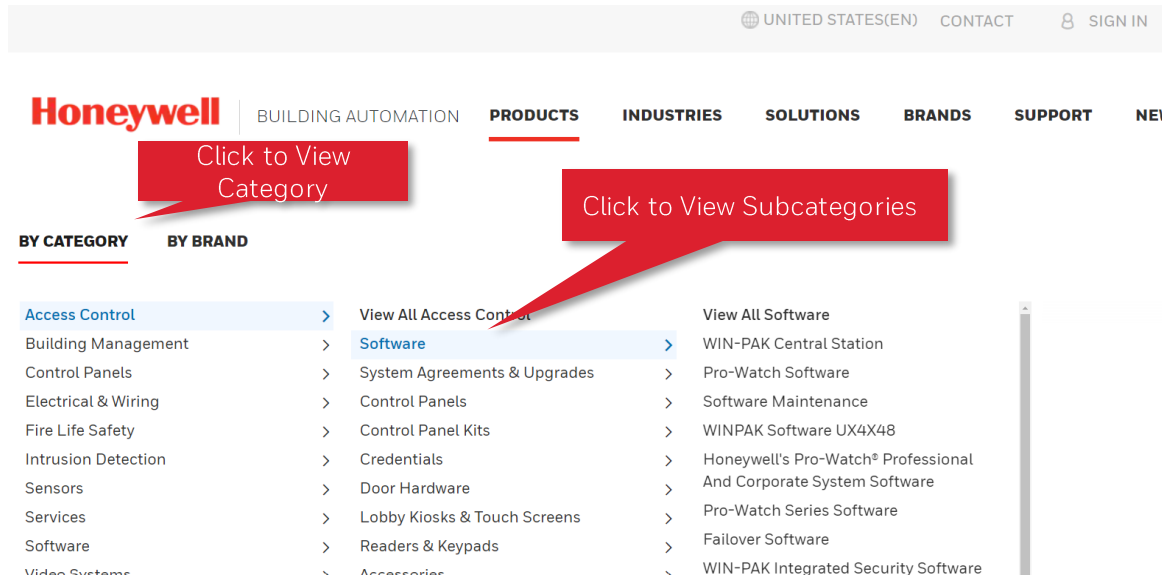 UNITED STATES(EN) CONTACT SIGN IN
Honeywell BUILDING AUTOMATION PRODUCTS INDUSTRIES SOLUTIONS BRANDS SUPPORT NEW
Click to View
Category
Click to View Subcategories
BY CATEGORY BY BRAND
Access Control
Building Management
Control Panels
Electrical & Wiring
Fire Life Safety
Intrusion Detection
Sensors
Services
Software
Video Systems
View All Access Control
Software
System Agreements & Upgrades
Control Panels
Control Panel Kits
Credentials
Door Hardware
Lobby Kiosks & Touch Screens
Readers & Keypads
Accessories
View All Software
WIN-PAK Central Station
Pro-Watch Software
Software Maintenance
WINPAK Software UX4X48
Honeywell's Pro-Watch® Professional
And Corporate System Software
Pro-Watch Series Software
Failover Software
WIN-PAK Integrated Security Software